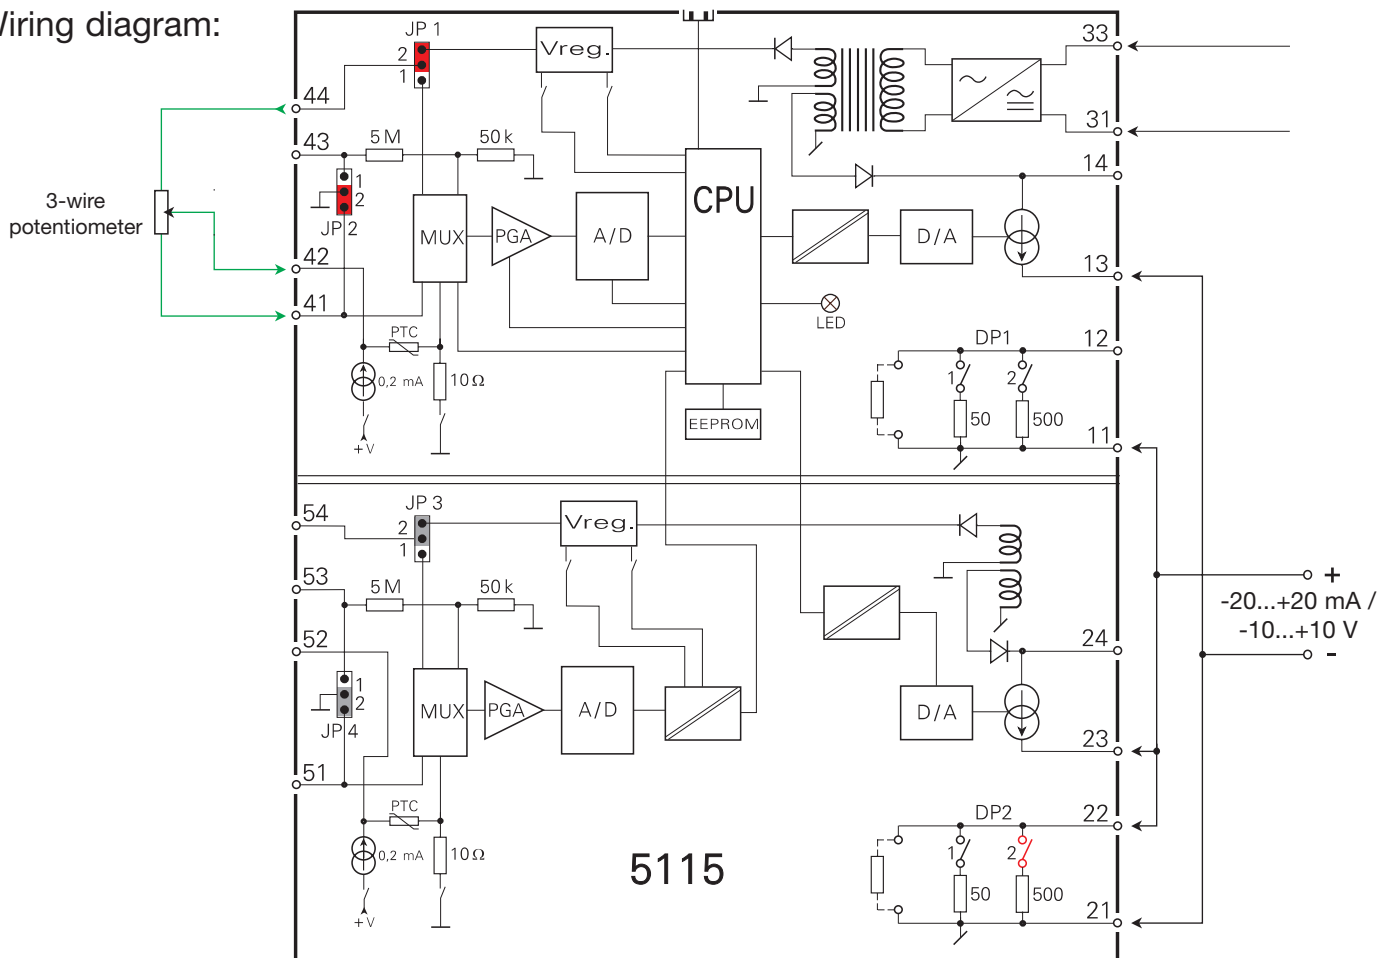 Wiring diagram:
JP 1
2
1
Vreg.
33
44
31
43
5 M
50 k
14
1
2
JP 2
CPU
3-wire
potentiometer
MUX
PGA
A/D
D/A
42
13
41
LED
PTC
0,2 mA
10 Ω
+V
EEPROM
DP1
12
1
2
50
500
11
54
JP 3
2
1
Vreg.
53
5 M
50 k
52
+
-20...+20 mA /
-10...+10 V
-
24
1
2
JP 4
MUX
PGA
A/D
D/A
23
51
PTC
0,2 mA
10 Ω
+V
5115
DP2
22
1
2
50
500
21